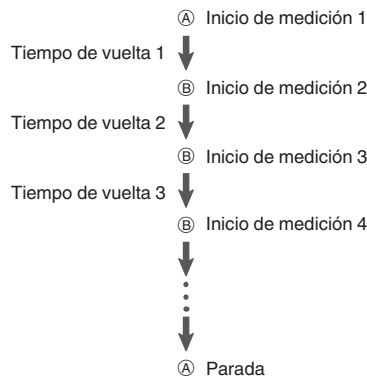 Ⓐ Inicio de medición 1
Tiempo de vuelta 1
Ⓑ Inicio de medición 2
Tiempo de vuelta 2
Ⓑ Inicio de medición 3
Tiempo de vuelta 3
Ⓑ Inicio de medición 4
Ⓐ Parada